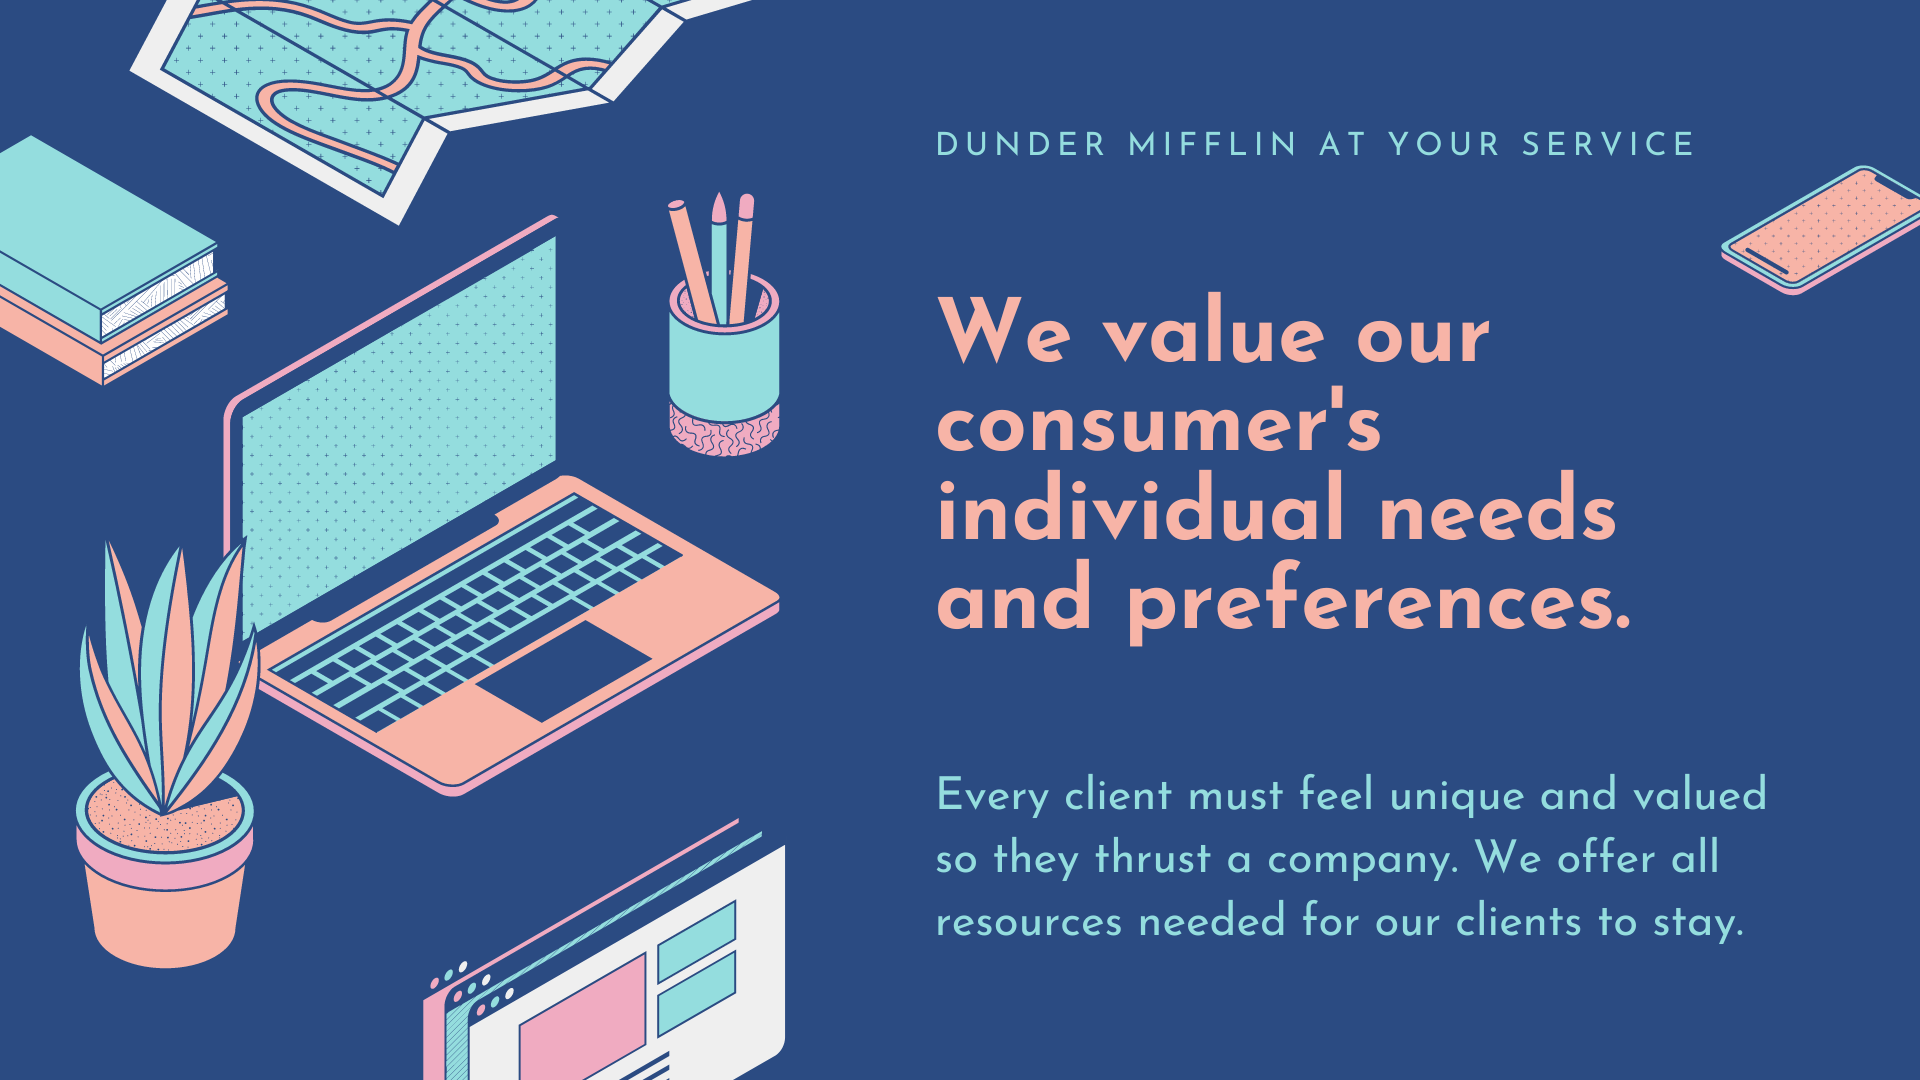 DUNDER MIFFLIN AT YOUR SERVICE
We value our
consumer's
individual needs
and preferences.
Every client must feel unique and valued
so they thrust a company. We offer all
resources needed for our clients to stay.